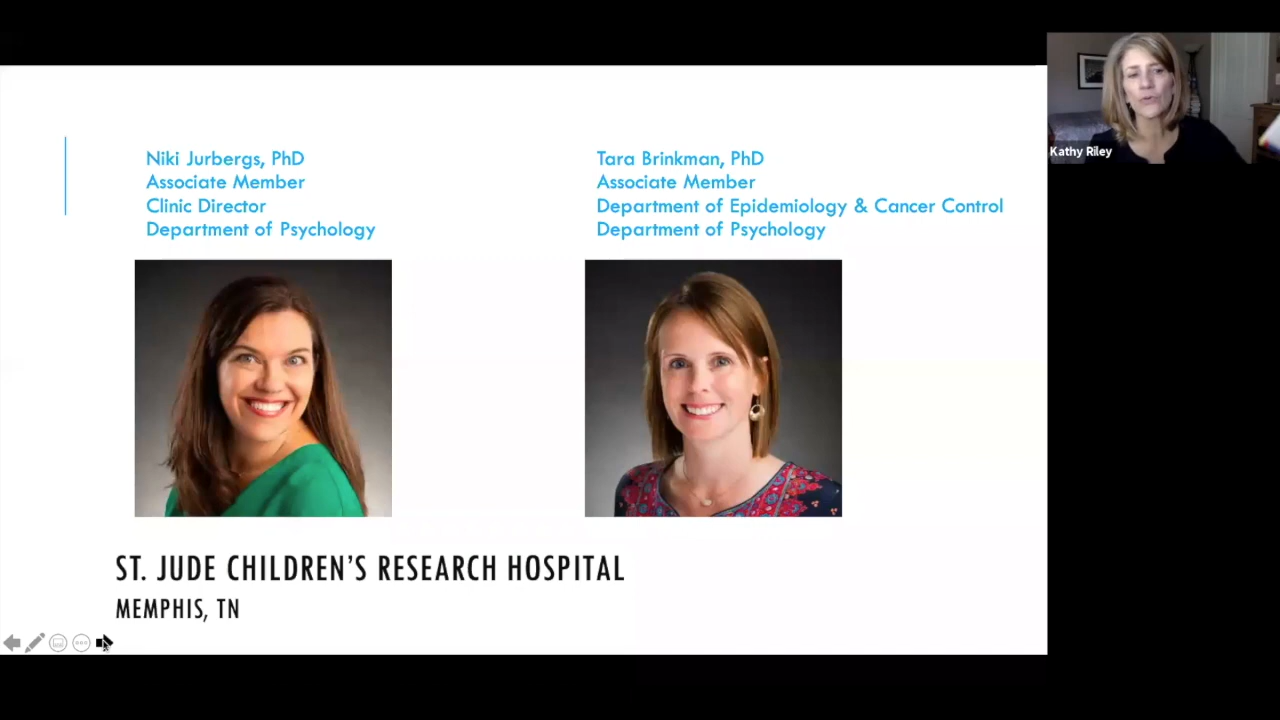 Niki Jurbergs, PhD
Associate Member
Clinic Director
Department of Psychology
Tara Brinkman, PhD
Associate Member
Department of Epidemiology & Cancer Control
Department of Psychology
ST. JUDE CHILDREN'S RESEARCH HOSPITAL
MEMPHIS, TN
Kathy Riley